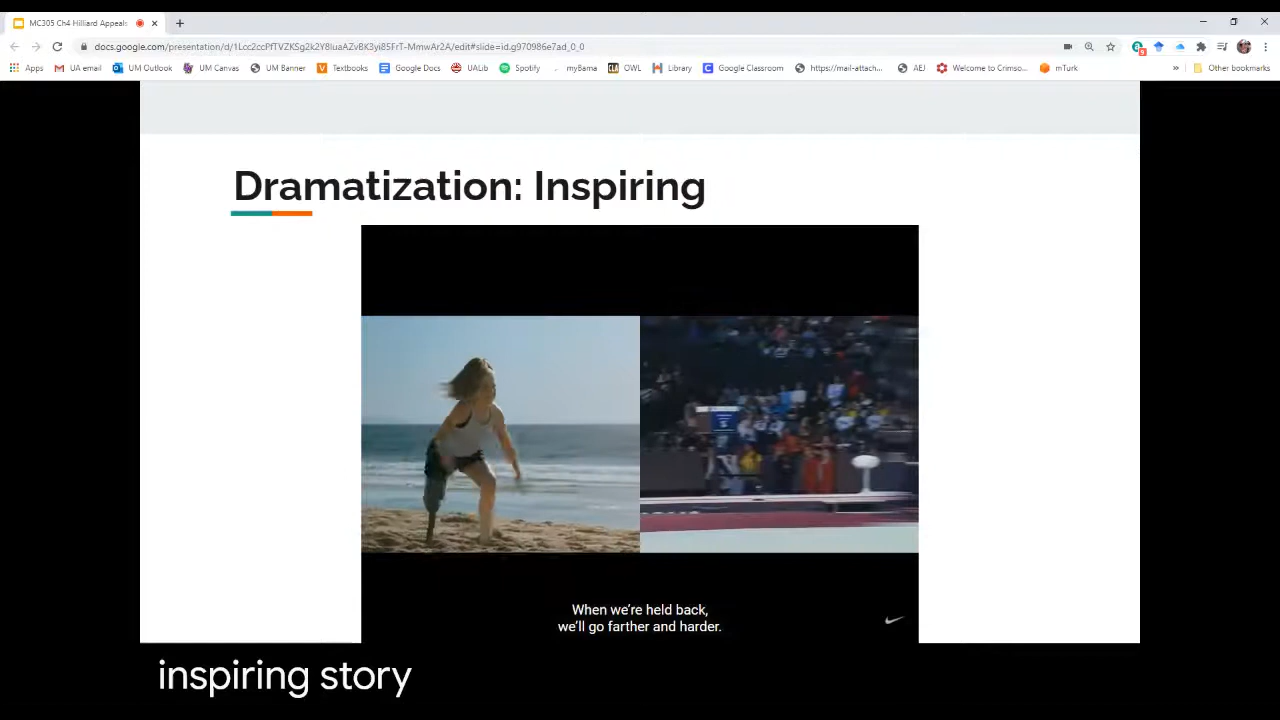 MC305 Ch4 Hilliard Appeals
docs.google.com/presentation/d/1Lcc2ccPfTVZKSg2k2Y8luaAZvBK3yi85FrT-MmwAr2A/edit#slide=id.g970986e7ad_0_0
Apps UA email UM Outlook UM Canvas UM Banner Textbooks Google Docs UALib Spotify myBama OWL Library Google Classroom https://mail-attach... AEJ Welcome to Crimso... mTurk » Other bookmarks
Dramatization: Inspiring
When we're held back,
we'll go farther and harder.
inspiring story